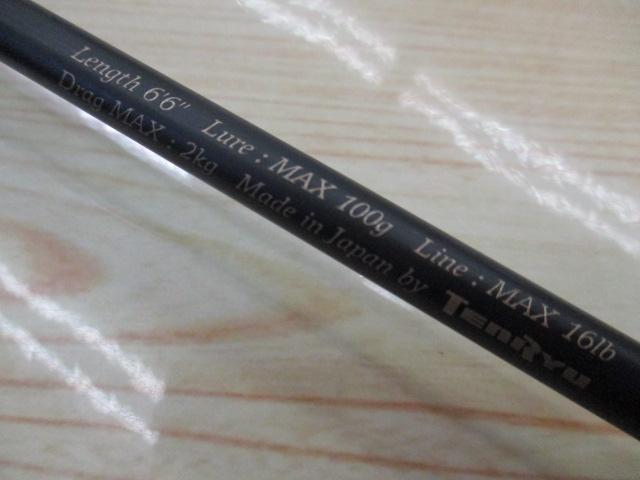 Length 6'6" Lure : MAX 100g Line : MAX 16lb
Drag MAX : 2kg Made in Japan by TENRYU